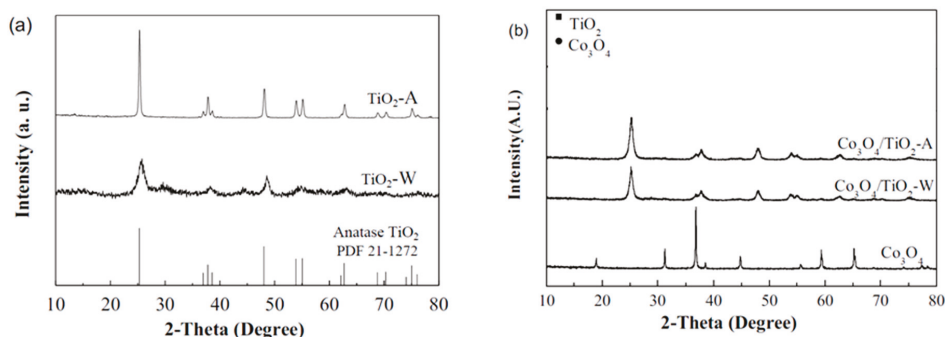 (a)
Intensity (a. u.)
TiO₂-A
TiO₂-W
Anatase TiO₂
PDF 21-1272
10 20 30 40 50 60 70 80
2-Theta (Degree)
(b)
Intensity(A.U.)
■ TiO₂
● Co₃O₄
Co₃O₄/TiO₂-A
Co₃O₄/TiO₂-W
Co₃O₄
10 20 30 40 50 60 70 80
2-Theta (Degree)